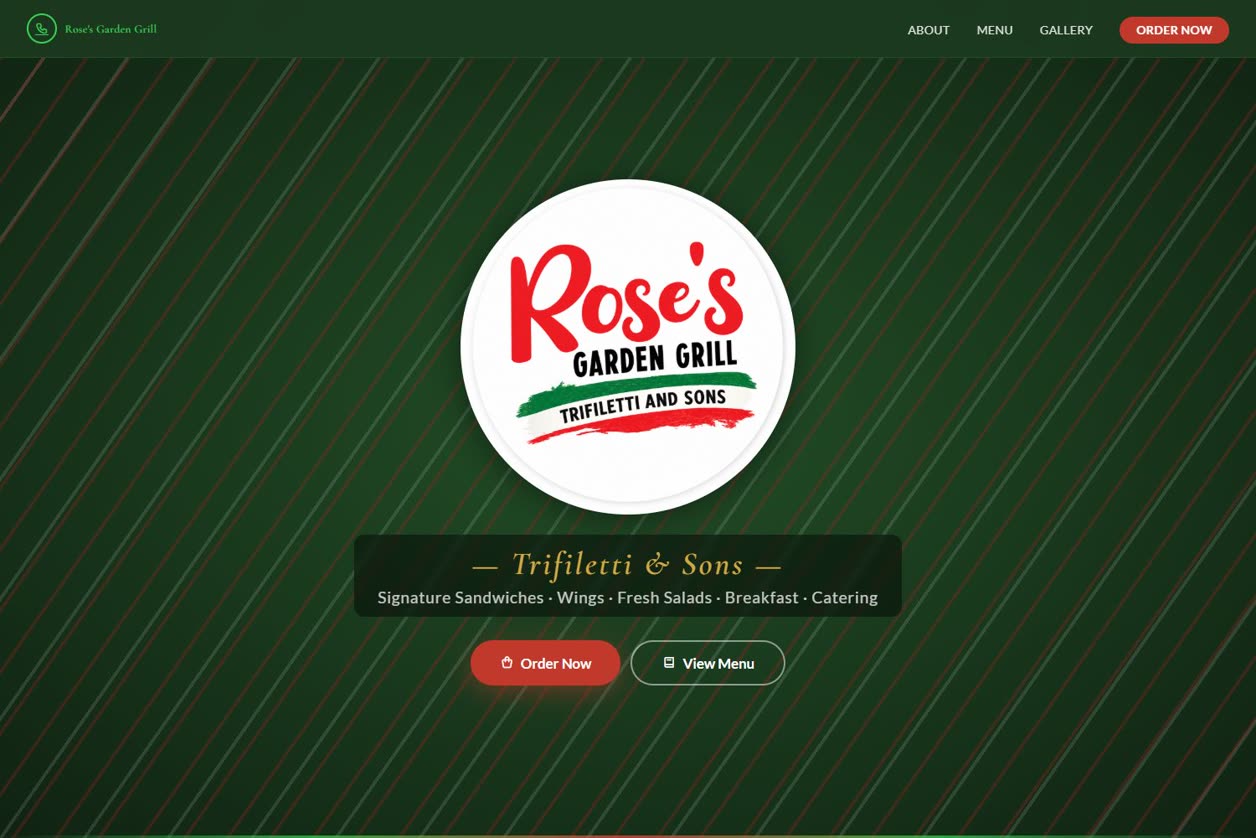 Rose's Garden Grill
ABOUT MENU GALLERY ORDER NOW
Rose's
GARDEN GRILL
TRIFILETTI AND SONS
— Trifiletti & Sons —
Signature Sandwiches · Wings · Fresh Salads · Breakfast · Catering
Order Now View Menu